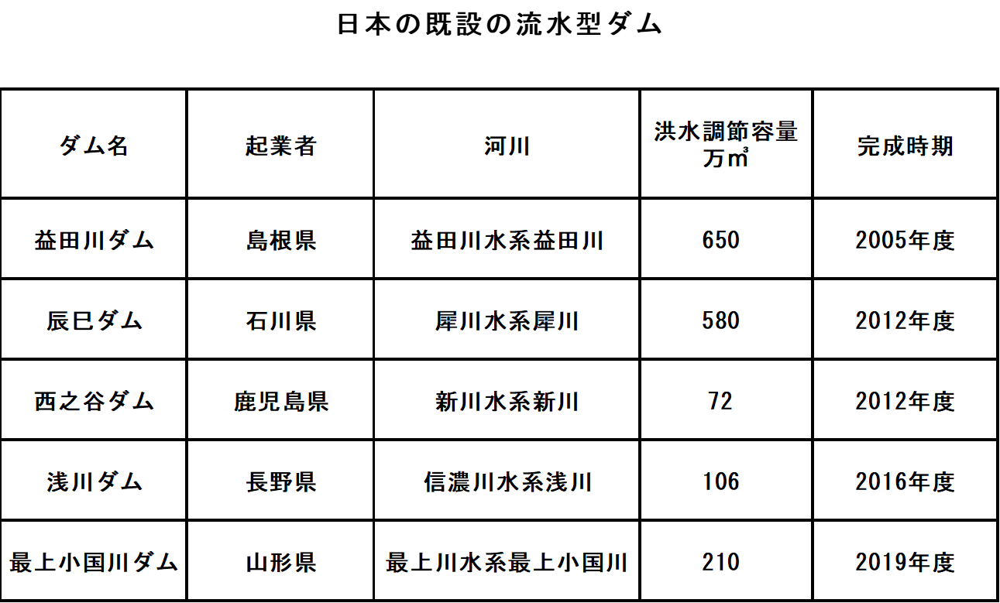 日本の既設の流水型ダム
ダム名 起業者 河川 洪水調節容量 万㎥ 完成時期
益田川ダム 島根県 益田川水系益田川 650 2005年度
辰巳ダム 石川県 犀川水系犀川 580 2012年度
西之谷ダム 鹿児島県 新川水系新川 72 2012年度
浅川ダム 長野県 信濃川水系浅川 106 2016年度
最上小国川ダム 山形県 最上川水系最上小国川 210 2019年度